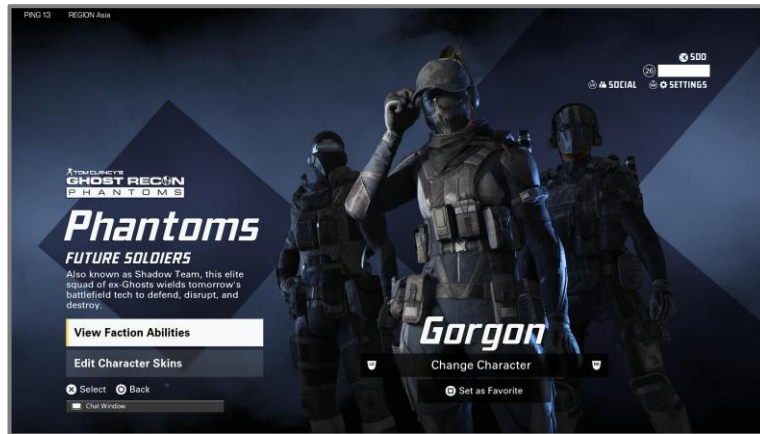 PING 13 REGION Asia
500
26
SOCIAL SETTINGS
TOM CLANCY'S
GHOST RECON
PHANTOMS
Phantoms
FUTURE SOLDIERS
Also known as Shadow Team, this elite
squad of ex-Ghosts wields tomorrow's
battlefield tech to defend, disrupt, and
destroy.
View Faction Abilities
Edit Character Skins
Select Back
Chat Window
Gorgon
Change Character
Set as Favorite